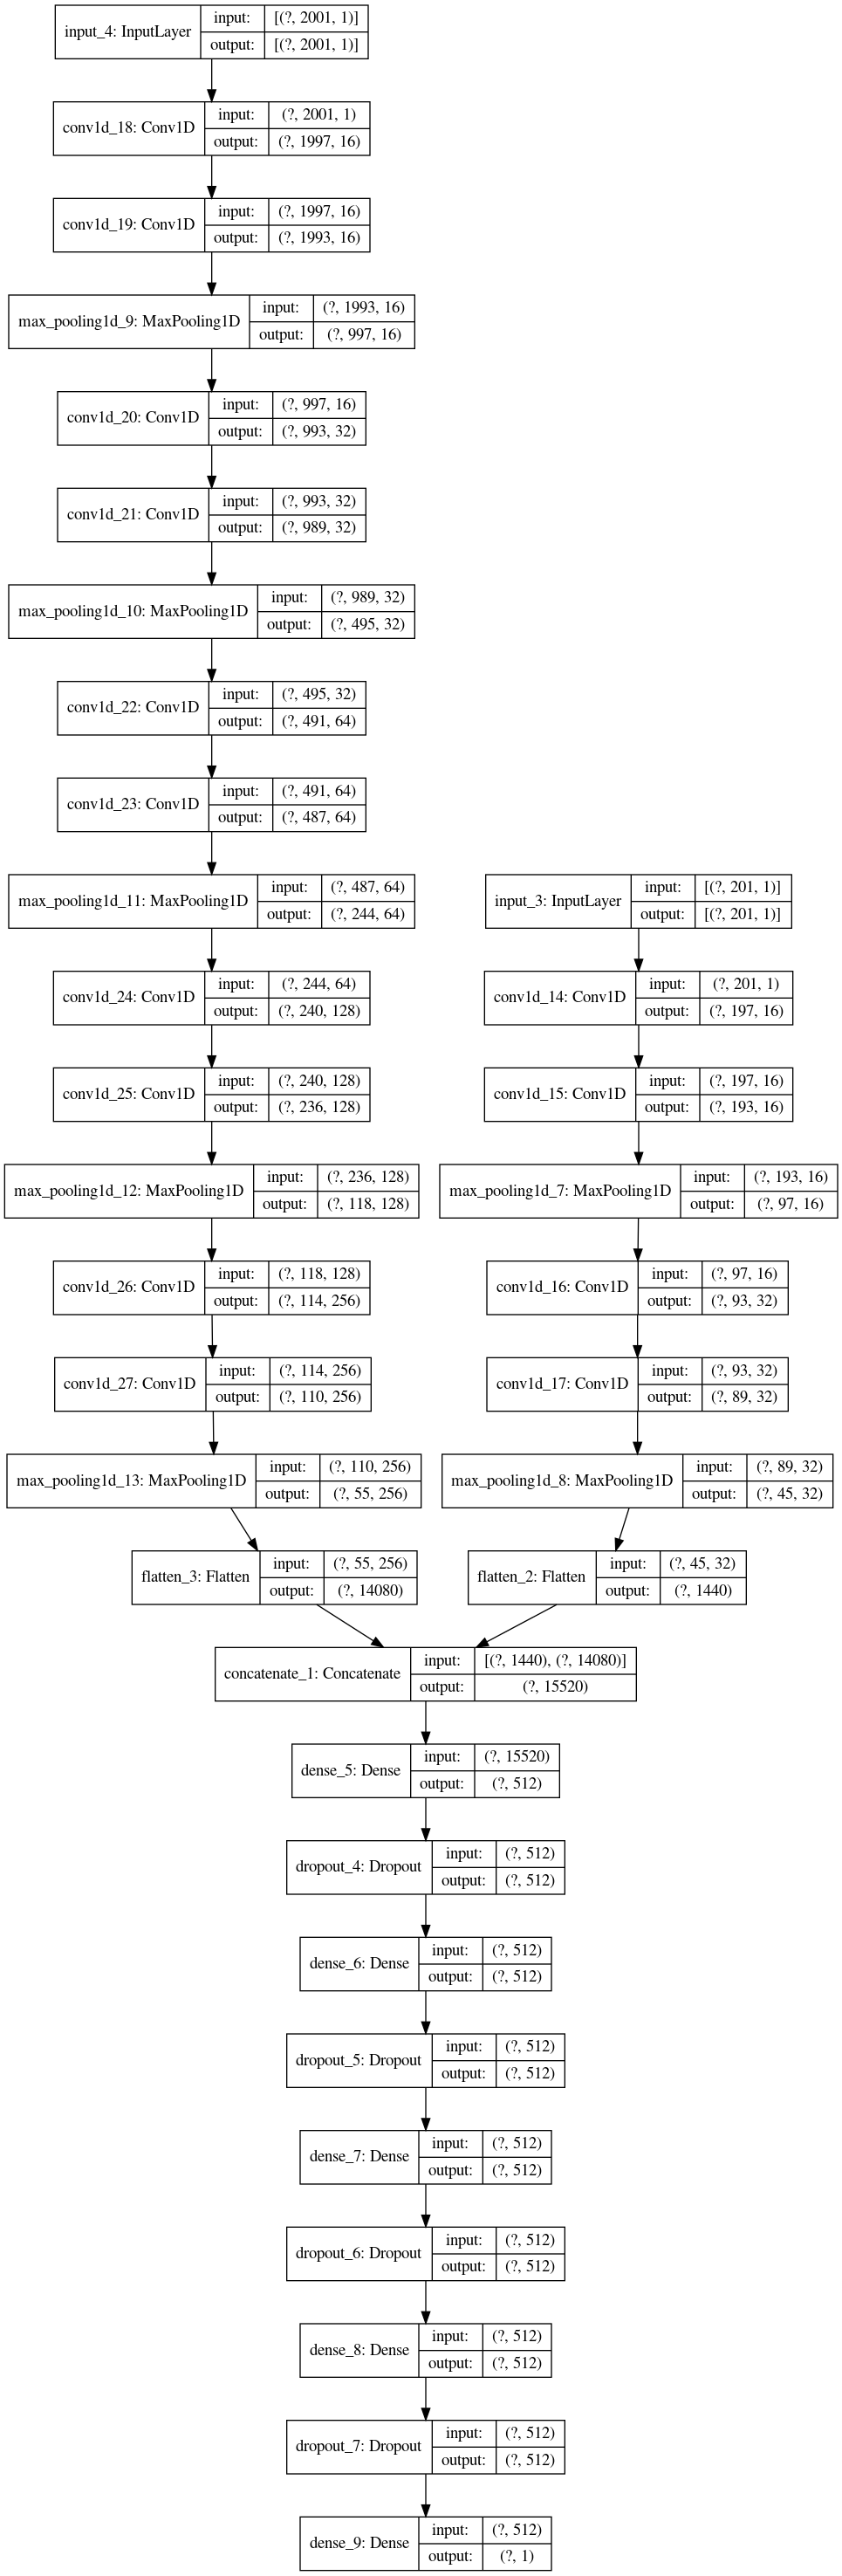 input_4: InputLayer
input: [(?, 2001, 1)]
output: [(?, 2001, 1)]
conv1d_18: Conv1D
input: (?, 2001, 1)
output: (?, 1997, 16)
conv1d_19: Conv1D
input: (?, 1997, 16)
output: (?, 1993, 16)
max_pooling1d_9: MaxPooling1D
input: (?, 1993, 16)
output: (?, 997, 16)
conv1d_20: Conv1D
input: (?, 997, 16)
output: (?, 993, 32)
conv1d_21: Conv1D
input: (?, 993, 32)
output: (?, 989, 32)
max_pooling1d_10: MaxPooling1D
input: (?, 989, 32)
output: (?, 495, 32)
conv1d_22: Conv1D
input: (?, 495, 32)
output: (?, 491, 64)
conv1d_23: Conv1D
input: (?, 491, 64)
output: (?, 487, 64)
max_pooling1d_11: MaxPooling1D
input: (?, 487, 64)
output: (?, 244, 64)
input_3: InputLayer
input: [(?, 201, 1)]
output: [(?, 201, 1)]
conv1d_24: Conv1D
input: (?, 244, 64)
output: (?, 240, 128)
conv1d_14: Conv1D
input: (?, 201, 1)
output: (?, 197, 16)
conv1d_25: Conv1D
input: (?, 240, 128)
output: (?, 236, 128)
conv1d_15: Conv1D
input: (?, 197, 16)
output: (?, 193, 16)
max_pooling1d_12: MaxPooling1D
input: (?, 236, 128)
output: (?, 118, 128)
max_pooling1d_7: MaxPooling1D
input: (?, 193, 16)
output: (?, 97, 16)
conv1d_26: Conv1D
input: (?, 118, 128)
output: (?, 114, 256)
conv1d_16: Conv1D
input: (?, 97, 16)
output: (?, 93, 32)
conv1d_27: Conv1D
input: (?, 114, 256)
output: (?, 110, 256)
conv1d_17: Conv1D
input: (?, 93, 32)
output: (?, 89, 32)
max_pooling1d_13: MaxPooling1D
input: (?, 110, 256)
output: (?, 55, 256)
max_pooling1d_8: MaxPooling1D
input: (?, 89, 32)
output: (?, 45, 32)
flatten_3: Flatten
input: (?, 55, 256)
output: (?, 14080)
flatten_2: Flatten
input: (?, 45, 32)
output: (?, 1440)
concatenate_1: Concatenate
input: [(?, 1440), (?, 14080)]
output: (?, 15520)
dense_5: Dense
input: (?, 15520)
output: (?, 512)
dropout_4: Dropout
input: (?, 512)
output: (?, 512)
dense_6: Dense
input: (?, 512)
output: (?, 512)
dropout_5: Dropout
input: (?, 512)
output: (?, 512)
dense_7: Dense
input: (?, 512)
output: (?, 512)
dropout_6: Dropout
input: (?, 512)
output: (?, 512)
dense_8: Dense
input: (?, 512)
output: (?, 512)
dropout_7: Dropout
input: (?, 512)
output: (?, 512)
dense_9: Dense
input: (?, 512)
output: (?, 1)